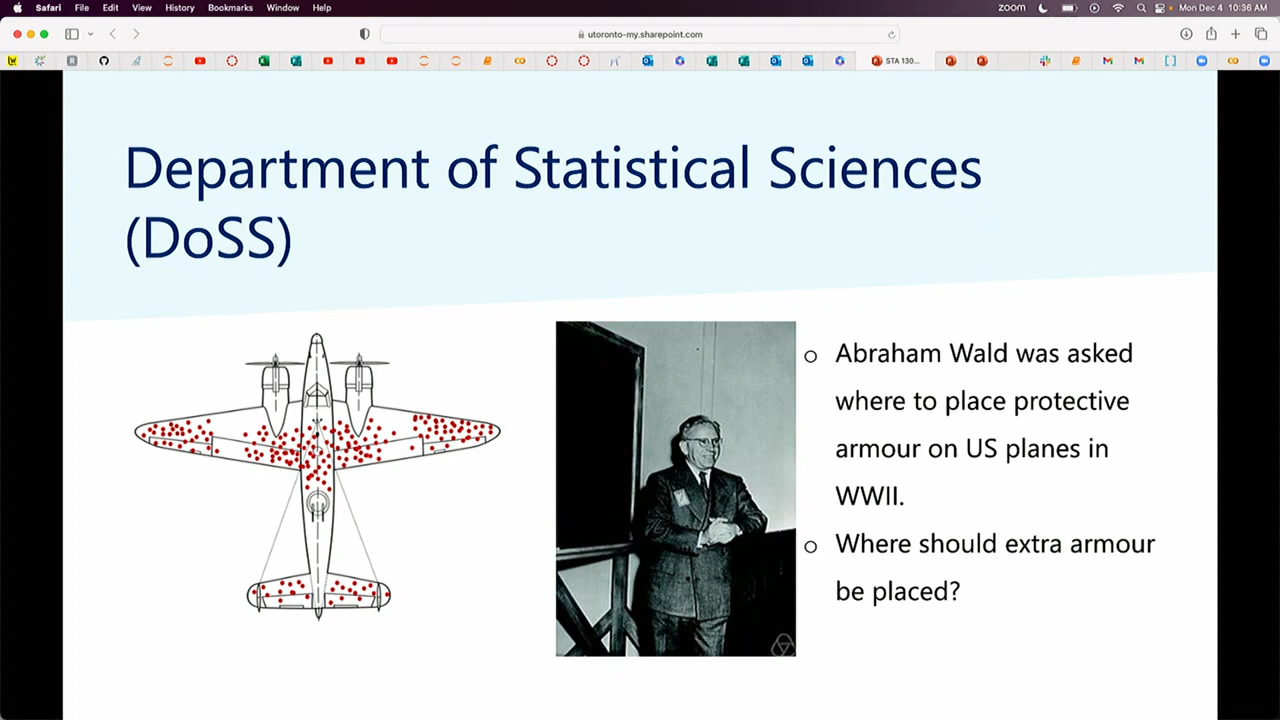 Safari File Edit View History Bookmarks Window Help zoom Mon Dec 4 10:36 AM
utoronto-my.sharepoint.com
STA 130...
Department of Statistical Sciences
(DoSS)
o Abraham Wald was asked
where to place protective
armour on US planes in
WWII.
o Where should extra armour
be placed?